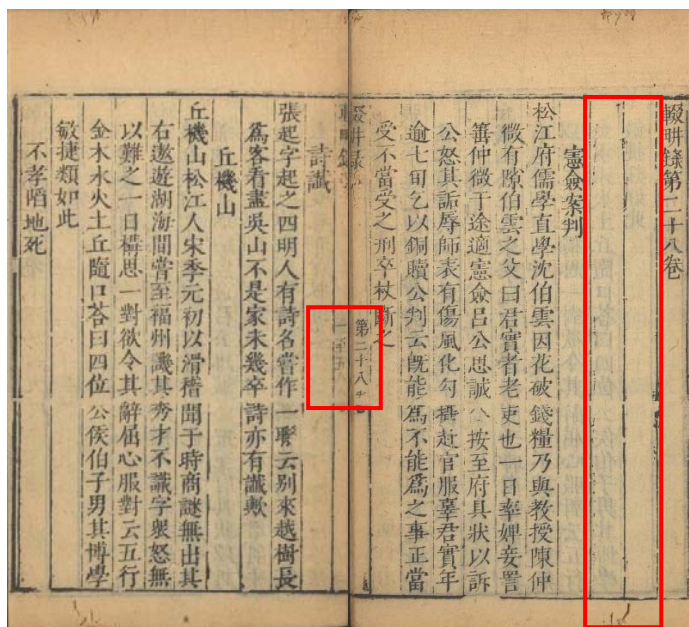 輟畊錄第二十八卷
憲僉案判
松江府儒學直學沈伯雲因花破錢糧乃與教授陳仲
微有隙伯雲之父曰君實者老吏也一日率婢妾詈
仲微于途適憲僉呂公思誠公按至府具狀以訴
公怒其詬辱師表有傷風化勾攝赴官服辜君實年
逾七旬乞以銅贖公判云旣能爲不能爲之事正當
受不當受之刑卒杖斷之
輟畊錄
第二十八
詩讖
張起字起之四明人有詩名嘗作一聯云別來越樹長
爲客看盡吳山不是家未幾卒詩亦有讖歟
丘機山
丘機山松江人宋季元初以滑稽聞于時商謎無出其
右遨遊湖海間嘗至福州譏其秀才不識字衆怒無
以難之一日構思一對欲令其辭屈心服對云五行
金木水火土丘隨口荅曰四位公侯伯子男其博學
敏捷類如此
不孝陷地死